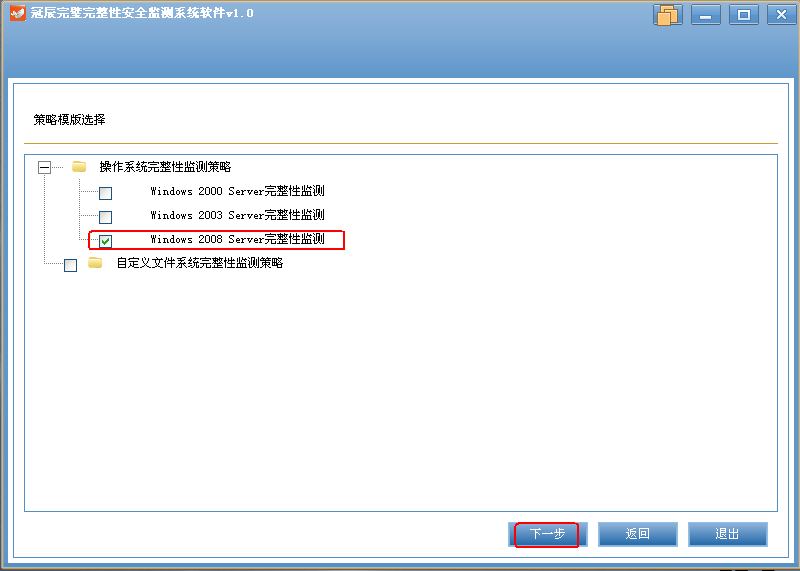 冠辰完璧完整性安全监测系统软件v1.0
策略模版选择
操作系统完整性监测策略
Windows 2000 Server完整性监测
Windows 2003 Server完整性监测
Windows 2008 Server完整性监测
自定义文件系统完整性监测策略
下一步 返回 退出